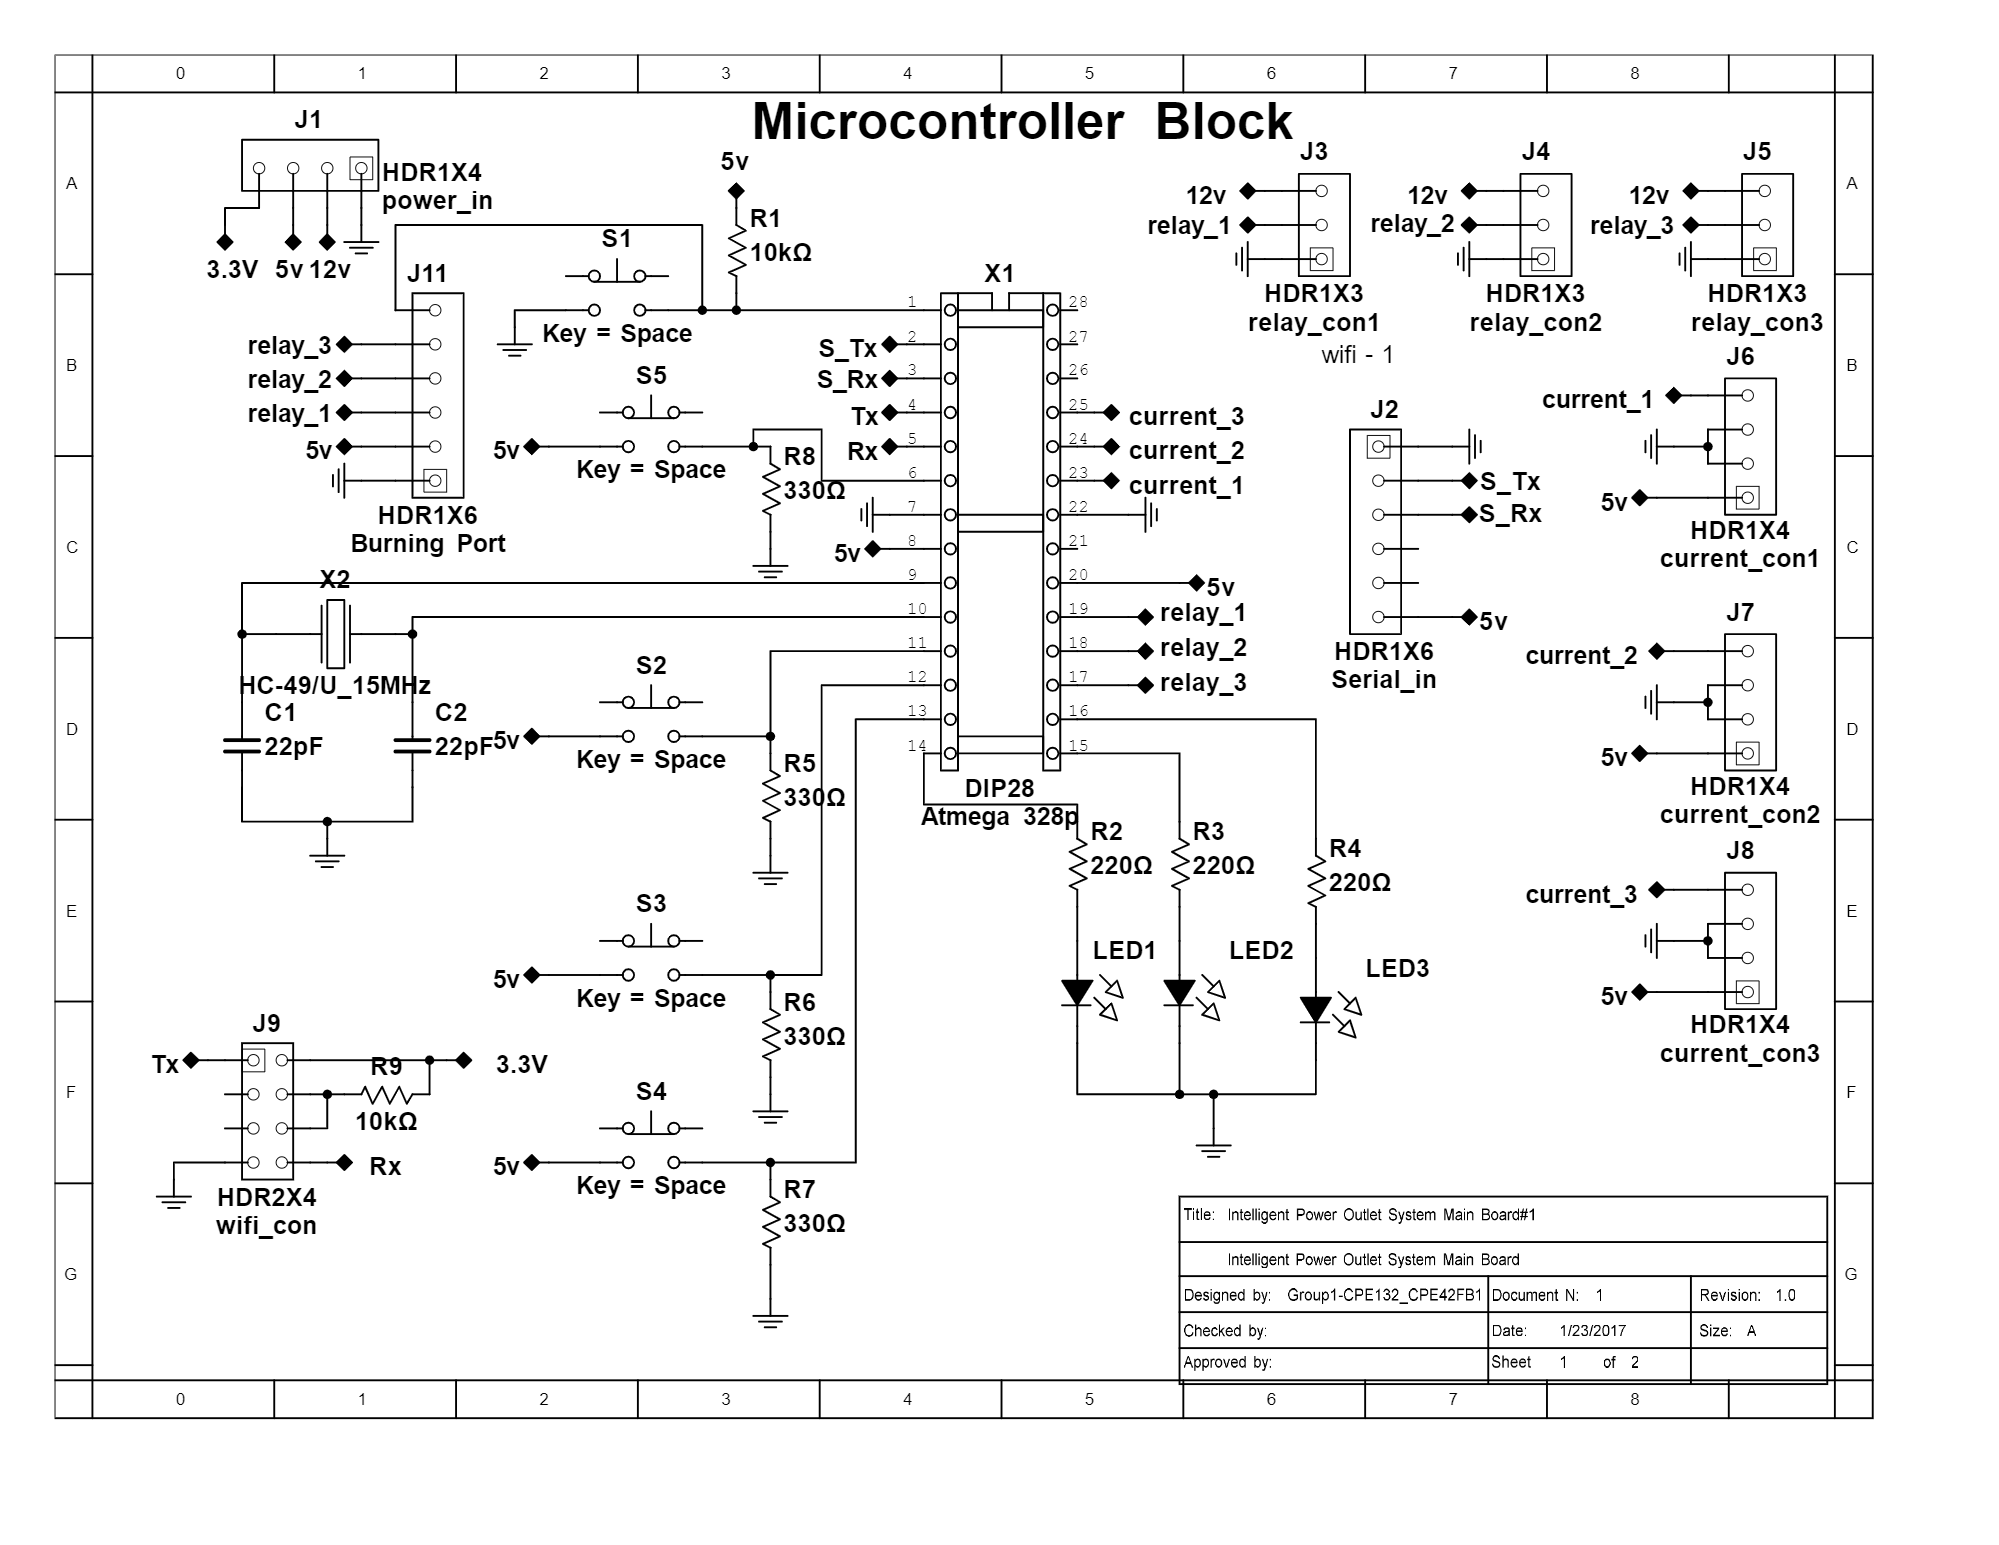 0 1 2 3 4 5 6 7 8
Microcontroller Block
A
A
J1
HDR1X4
power_in
3.3V 5v 12v
5v
R1
10kΩ
S1
Key = Space
J3
12v
relay_1
HDR1X3
relay_con1
wifi - 1
J4
12v
relay_2
HDR1X3
relay_con2
J5
12v
relay_3
HDR1X3
relay_con3
B
B
J11
relay_3
relay_2
relay_1
5v
HDR1X6
Burning Port
S5
5v
Key = Space
R8
330Ω
X1
1
2
3
4
5
6
7
8
9
10
11
12
13
14
28
27
26
25
24
23
22
21
20
19
18
17
16
15
S_Tx
S_Rx
Tx
Rx
5v
current_3
current_2
current_1
5v
relay_1
relay_2
relay_3
DIP28
Atmega 328p
J2
S_Tx
S_Rx
5v
HDR1X6
Serial_in
J6
current_1
5v
HDR1X4
current_con1
C
C
X2
HC-49/U_15MHz
C1
22pF
C2
22pF
S2
5v
Key = Space
R5
330Ω
J7
current_2
5v
HDR1X4
current_con2
D
D
R2
220Ω
R3
220Ω
R4
220Ω
LED1
LED2
LED3
J8
current_3
5v
HDR1X4
current_con3
E
E
S3
5v
Key = Space
R6
330Ω
J9
Tx
3.3V
R9
10kΩ
Rx
HDR2X4
wifi_con
F
F
S4
5v
Key = Space
R7
330Ω
G
G
Title: Intelligent Power Outlet System Main Board#1
Intelligent Power Outlet System Main Board
Designed by: Group1-CPE132_CPE42FB1 Document N: 1 Revision: 1.0
Checked by: Date: 1/23/2017 Size: A
Approved by: Sheet 1 of 2
0 1 2 3 4 5 6 7 8